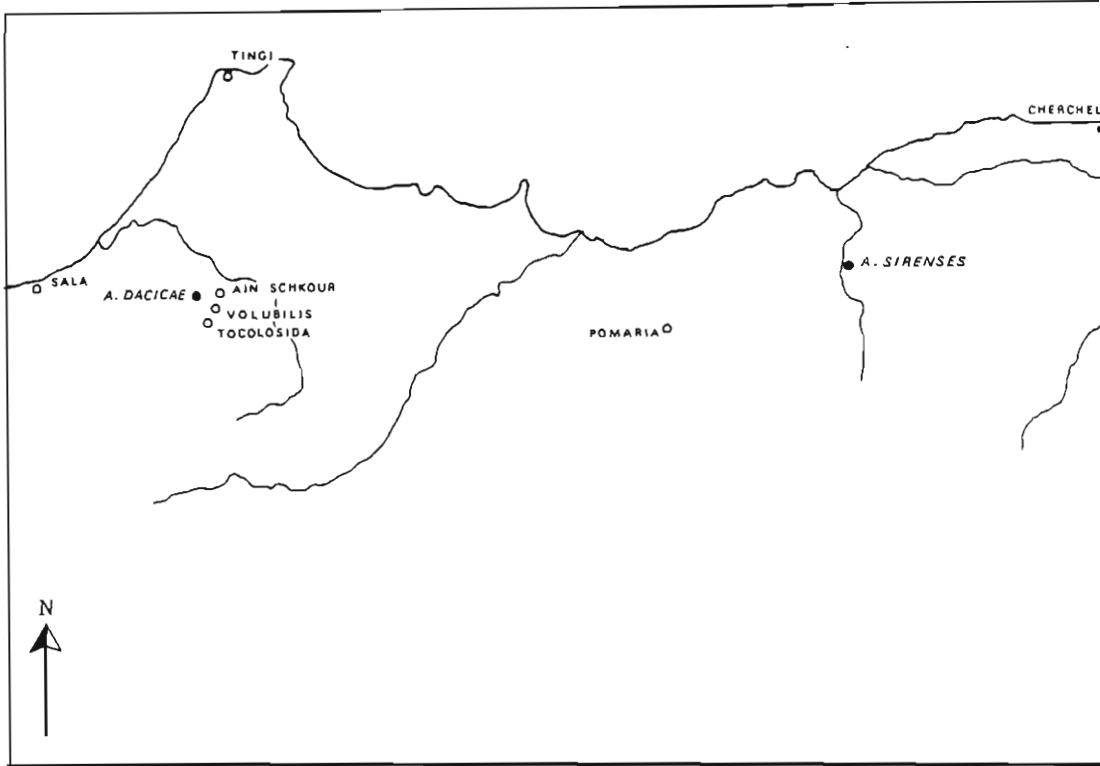 TINGI
CHERCHEL
A. SIRENSES
SALA
A. DACICAE
AIN SCHKOUR
VOLUBILIS
TOCOLOSIDA
POMARIA
N